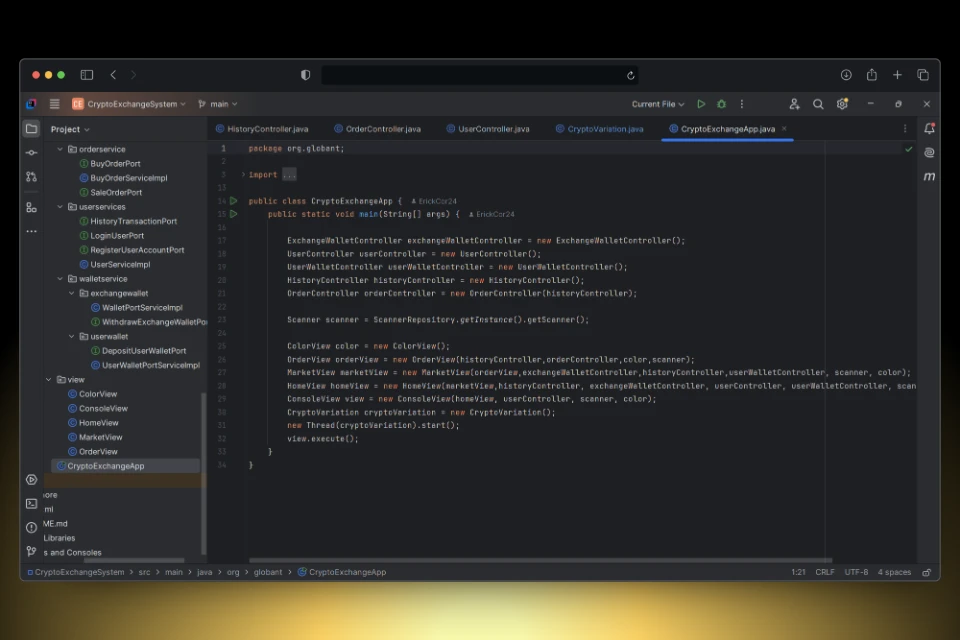 CE CryptoExchangeSystem main Current File
Project
HistoryController.java OrderController.java UserController.java CryptoVariation.java CryptoExchangeApp.java
orderservice
BuyOrderPort
BuyOrderServiceImpl
SaleOrderPort
userservices
HistoryTransactionPort
LoginUserPort
RegisterUserAccountPort
UserServiceImpl
walletservice
exchangewallet
WalletPortServiceImpl
WithdrawExchangeWalletPo
userwallet
DepositUserWalletPort
UserWalletPortServiceImpl
view
ColorView
ConsoleView
HomeView
MarketView
OrderView
CryptoExchangeApp
ore
ml
ME.md
Libraries
s and Consoles
1 package org.globant;
2
3 import ...
13
14 public class CryptoExchangeApp { ErickCor24
15 public static void main(String[] args) { ErickCor24
16
17 ExchangeWalletController exchangeWalletController = new ExchangeWalletController();
18 UserController userController = new UserController();
19 UserWalletController userWalletController = new UserWalletController();
20 HistoryController historyController = new HistoryController();
21 OrderController orderController = new OrderController(historyController);
22
23 Scanner scanner = ScannerRepository.getInstance().getScanner();
24
25 ColorView color = new ColorView();
26 OrderView orderView = new OrderView(historyController,orderController,color,scanner);
27 MarketView marketView = new MarketView(orderView,exchangeWalletController,historyController,userWalletController, scanner, color);
28 HomeView homeView = new HomeView(marketView,historyController, exchangeWalletController, userController, userWalletController, scan
29 ConsoleView view = new ConsoleView(homeView, userController, scanner, color);
30 CryptoVariation cryptoVariation = new CryptoVariation();
31 new Thread(cryptoVariation).start();
32 view.execute();
33 }
34 }
m
CryptoExchangeSystem > src > main > java > org > globant > CryptoExchangeApp 1:21 CRLF UTF-8 4 spaces